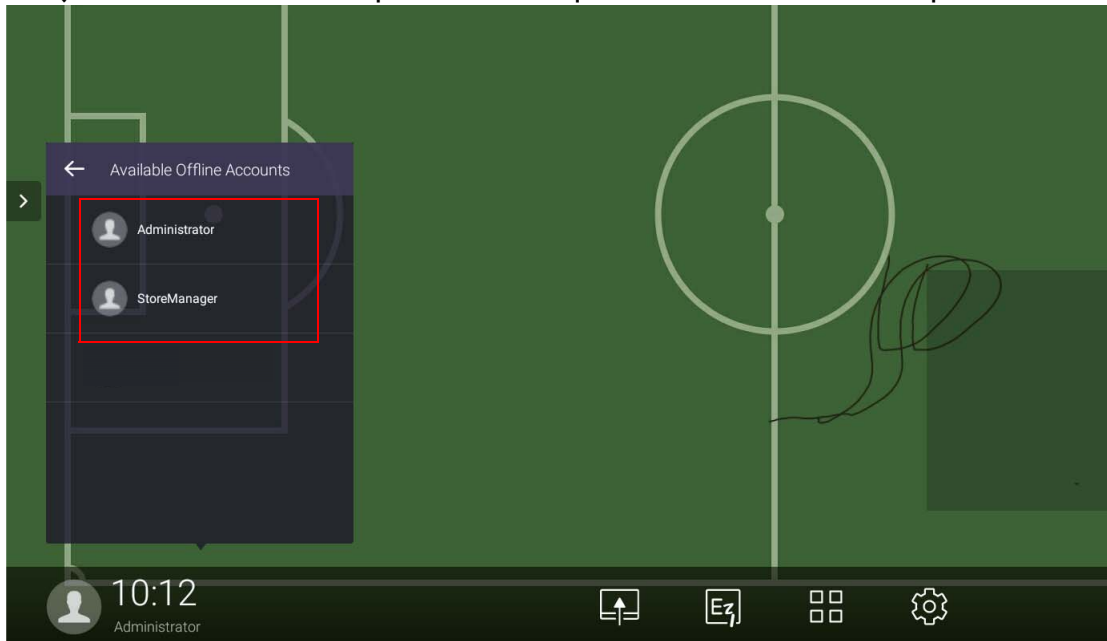 Available Offline Accounts
Administrator
StoreManager
10:12
Administrator